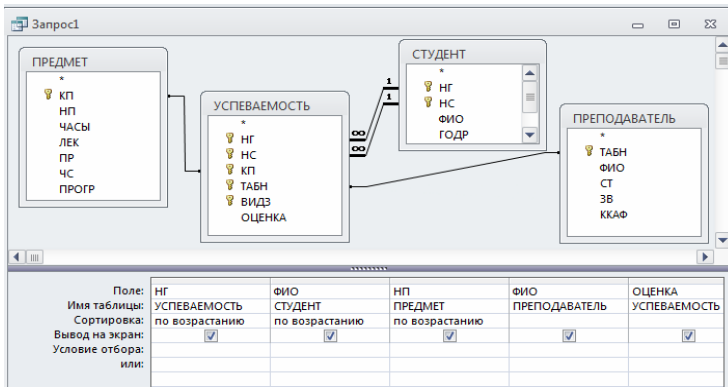 Запрос1
ПРЕДМЕТ
*
КП
НП
ЧАСЫ
ЛЕК
ПР
ЧС
ПРОГР
УСПЕВАЕМОСТЬ
*
НГ
НС
КП
ТАБН
ВИДЗ
ОЦЕНКА
1
1
∞
∞
СТУДЕНТ
*
НГ
НС
ФИО
ГОДР
ПРЕПОДАВАТЕЛЬ
*
ТАБН
ФИО
СТ
ЗВ
ККАФ
Поле: НГ ФИО НП ФИО ОЦЕНКА
Имя таблицы: УСПЕВАЕМОСТЬ СТУДЕНТ ПРЕДМЕТ ПРЕПОДАВАТЕЛЬ УСПЕВАЕМОСТЬ
Сортировка: по возрастанию по возрастанию по возрастанию
Вывод на экран:
Условие отбора:
или: